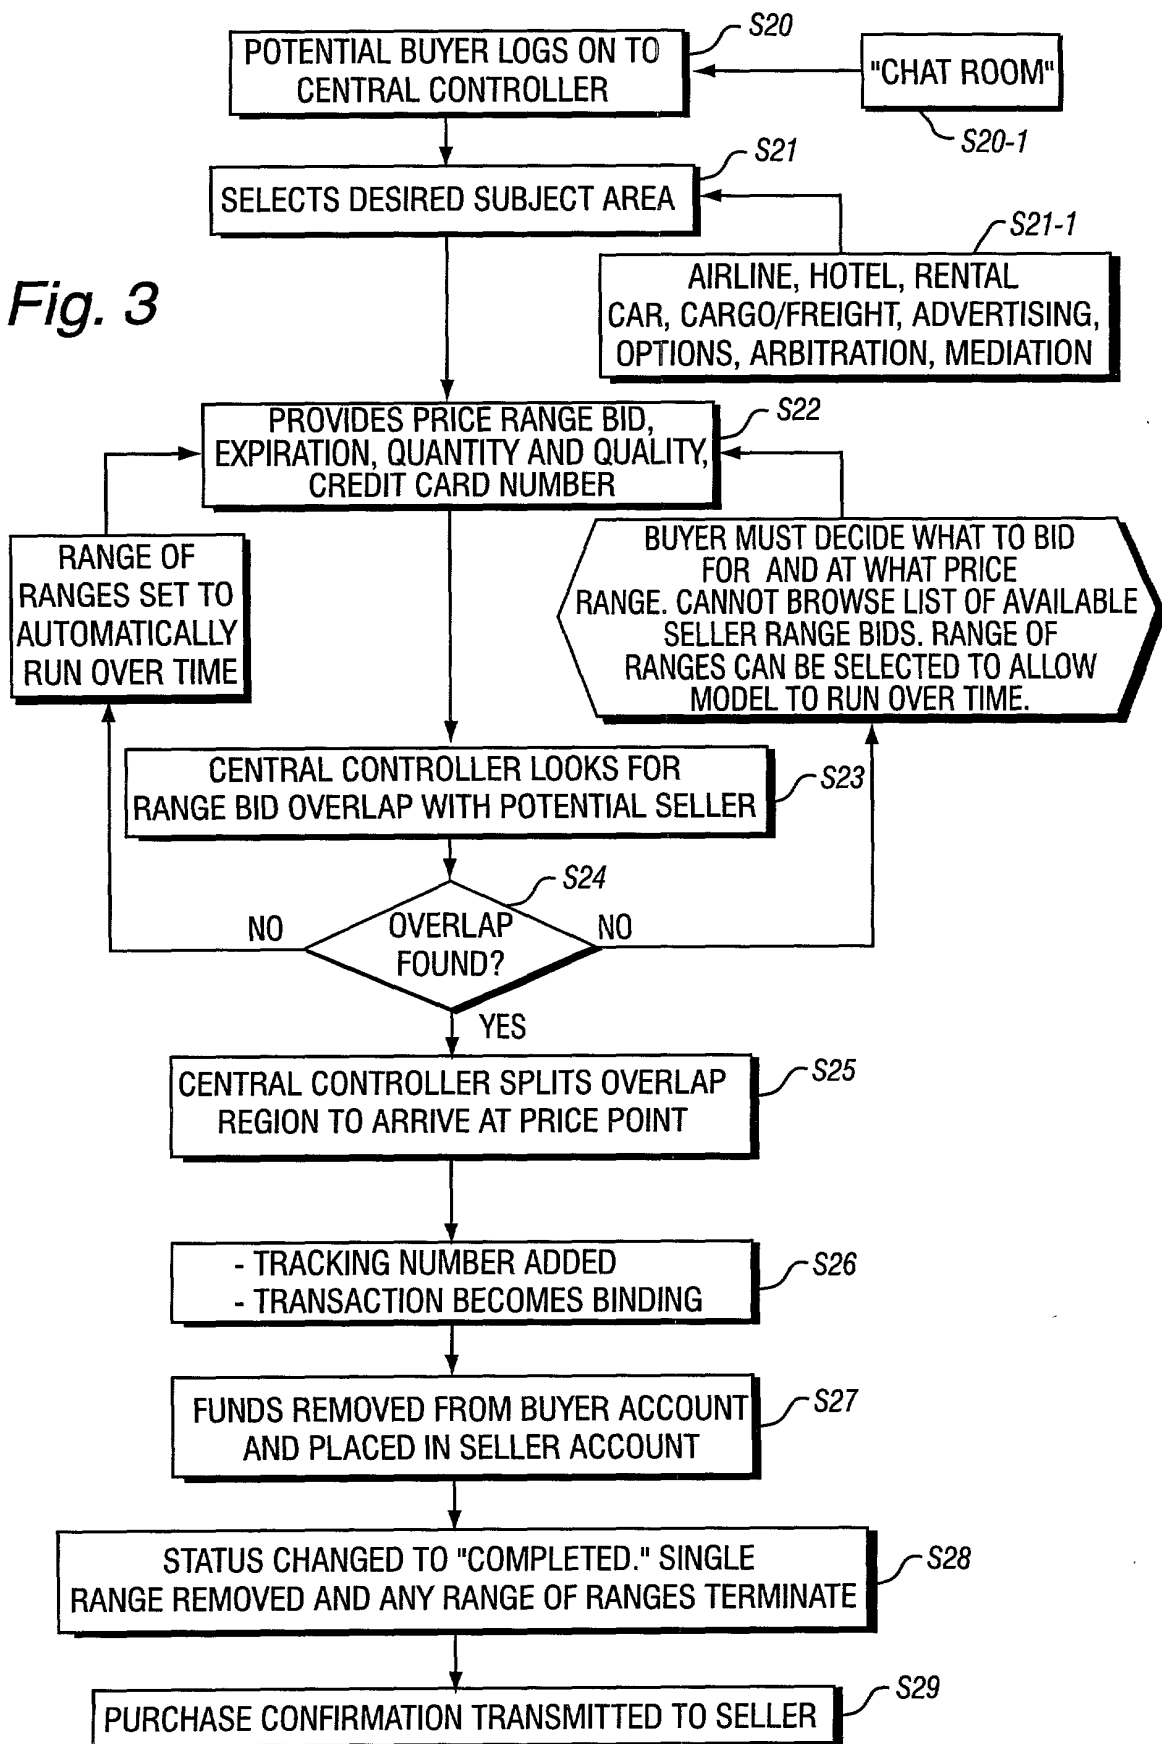 S20
POTENTIAL BUYER LOGS ON TO
CENTRAL CONTROLLER
"CHAT ROOM"
S20-1
S21
SELECTS DESIRED SUBJECT AREA
S21-1
AIRLINE, HOTEL, RENTAL
CAR, CARGO/FREIGHT, ADVERTISING,
OPTIONS, ARBITRATION, MEDIATION
Fig. 3
S22
PROVIDES PRICE RANGE BID,
EXPIRATION, QUANTITY AND QUALITY,
CREDIT CARD NUMBER
RANGE OF
RANGES SET TO
AUTOMATICALLY
RUN OVER TIME
BUYER MUST DECIDE WHAT TO BID
FOR AND AT WHAT PRICE
RANGE. CANNOT BROWSE LIST OF AVAILABLE
SELLER RANGE BIDS. RANGE OF
RANGES CAN BE SELECTED TO ALLOW
MODEL TO RUN OVER TIME.
CENTRAL CONTROLLER LOOKS FOR
RANGE BID OVERLAP WITH POTENTIAL SELLER
S23
S24
NO
OVERLAP
FOUND?
NO
YES
CENTRAL CONTROLLER SPLITS OVERLAP
REGION TO ARRIVE AT PRICE POINT
S25
- TRACKING NUMBER ADDED
- TRANSACTION BECOMES BINDING
S26
FUNDS REMOVED FROM BUYER ACCOUNT
AND PLACED IN SELLER ACCOUNT
S27
STATUS CHANGED TO "COMPLETED." SINGLE
RANGE REMOVED AND ANY RANGE OF RANGES TERMINATE
S28
PURCHASE CONFIRMATION TRANSMITTED TO SELLER
S29